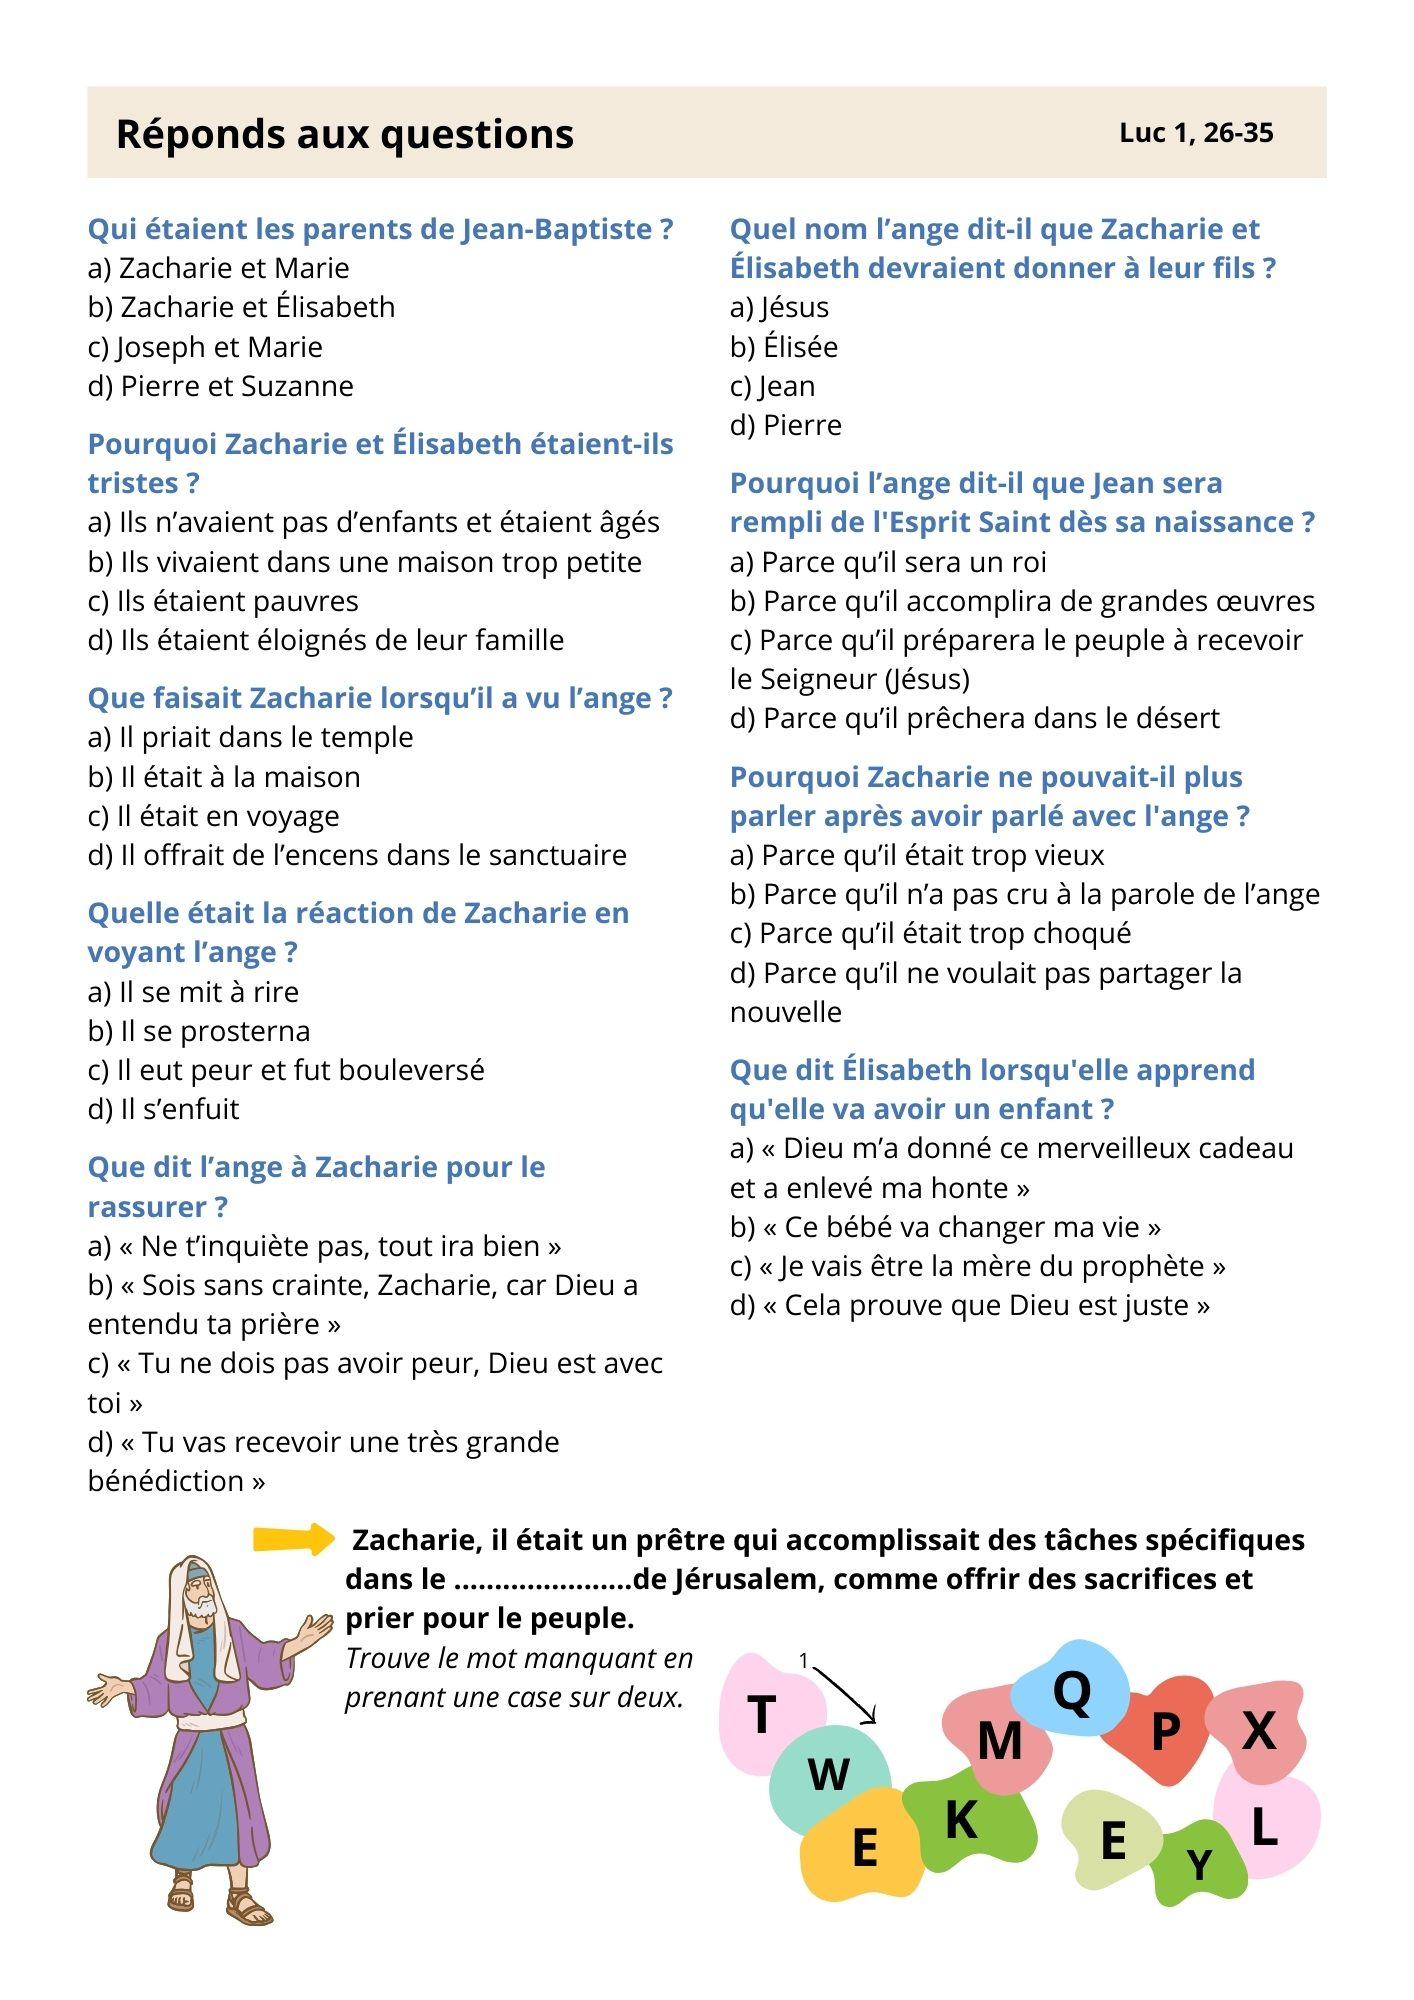 Réponds aux questions
Luc 1, 26-35
Qui étaient les parents de Jean-Baptiste ?
a) Zacharie et Marie
b) Zacharie et Élisabeth
c) Joseph et Marie
d) Pierre et Suzanne
Pourquoi Zacharie et Élisabeth étaient-ils
tristes ?
a) Ils n’avaient pas d’enfants et étaient âgés
b) Ils vivaient dans une maison trop petite
c) Ils étaient pauvres
d) Ils étaient éloignés de leur famille
Que faisait Zacharie lorsqu’il a vu l’ange ?
a) Il priait dans le temple
b) Il était à la maison
c) Il était en voyage
d) Il offrait de l’encens dans le sanctuaire
Quelle était la réaction de Zacharie en
voyant l’ange ?
a) Il se mit à rire
b) Il se prosterna
c) Il eut peur et fut bouleversé
d) Il s’enfuit
Que dit l’ange à Zacharie pour le
rassurer ?
a) « Ne t’inquiète pas, tout ira bien »
b) « Sois sans crainte, Zacharie, car Dieu a
entendu ta prière »
c) « Tu ne dois pas avoir peur, Dieu est avec
toi »
d) « Tu vas recevoir une très grande
bénédiction »
Quel nom l’ange dit-il que Zacharie et
Élisabeth devraient donner à leur fils ?
a) Jésus
b) Élisée
c) Jean
d) Pierre
Pourquoi l’ange dit-il que Jean sera
rempli de l'Esprit Saint dès sa naissance ?
a) Parce qu’il sera un roi
b) Parce qu’il accomplira de grandes œuvres
c) Parce qu’il préparera le peuple à recevoir
le Seigneur (Jésus)
d) Parce qu’il prêchera dans le désert
Pourquoi Zacharie ne pouvait-il plus
parler après avoir parlé avec l'ange ?
a) Parce qu’il était trop vieux
b) Parce qu’il n’a pas cru à la parole de l’ange
c) Parce qu’il était trop choqué
d) Parce qu’il ne voulait pas partager la
nouvelle
Que dit Élisabeth lorsqu'elle apprend
qu'elle va avoir un enfant ?
a) « Dieu m’a donné ce merveilleux cadeau
et a enlevé ma honte »
b) « Ce bébé va changer ma vie »
c) « Je vais être la mère du prophète »
d) « Cela prouve que Dieu est juste »
Zacharie, il était un prêtre qui accomplissait des tâches spécifiques
dans le ......................de Jérusalem, comme offrir des sacrifices et
prier pour le peuple.
Trouve le mot manquant en
prenant une case sur deux.
1
T
W
E
K
M
Q
P
X
L
Y
E